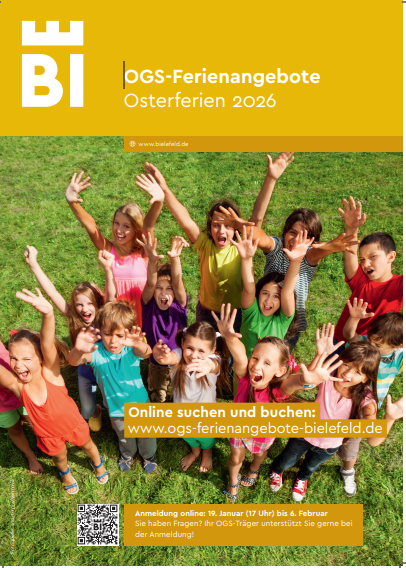 BI
OGS-Ferienangebote
Osterferien 2026
www.bielefeld.de
Online suchen und buchen:
www.ogs-ferienangebote-bielefeld.de
Anmeldung online: 19. Januar (17 Uhr) bis 6. Februar
Sie haben Fragen? Ihr OGS-Träger unterstützt Sie gerne bei
der Anmeldung!